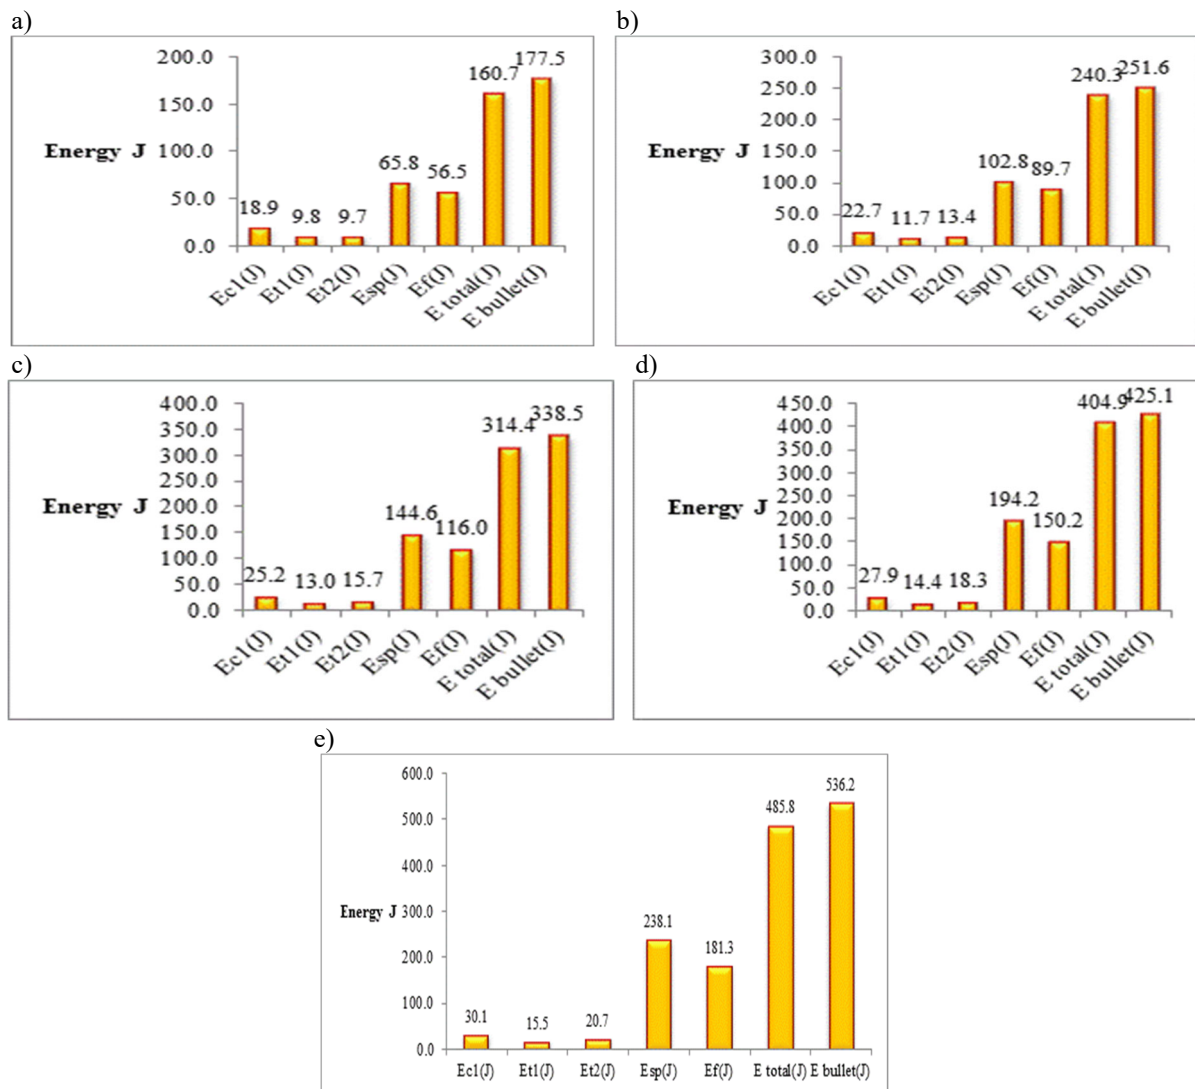 a)
200.0
150.0
100.0
50.0
0.0
Energy J
18.9
9.8
9.7
65.8
56.5
160.7
177.5
Ec1(J)
Et1(J)
Et2(J)
Esp(J)
Ef(J)
E total(J)
E bullet(J)
b)
300.0
250.0
200.0
150.0
100.0
50.0
0.0
Energy J
22.7
11.7
13.4
102.8
89.7
240.3
251.6
Ec1(J)
Et1(J)
Et2(J)
Esp(J)
Ef(J)
E total(J)
E bullet(J)
c)
400.0
350.0
300.0
250.0
200.0
150.0
100.0
50.0
0.0
Energy J
25.2
13.0
15.7
144.6
116.0
314.4
338.5
Ec1(J)
Et1(J)
Et2(J)
Esp(J)
Ef(J)
E total(J)
E bullet(J)
d)
450.0
400.0
350.0
300.0
250.0
200.0
150.0
100.0
50.0
0.0
Energy J
27.9
14.4
18.3
194.2
150.2
404.9
425.1
Ec1(J)
Et1(J)
Et2(J)
Esp(J)
Ef(J)
E total(J)
E bullet(J)
e)
600.0
500.0
400.0
300.0
200.0
100.0
0.0
Energy J
30.1
15.5
20.7
238.1
181.3
485.8
536.2
Ec1(J)
Et1(J)
Et2(J)
Esp(J)
Ef(J)
E total(J)
E bullet(J)